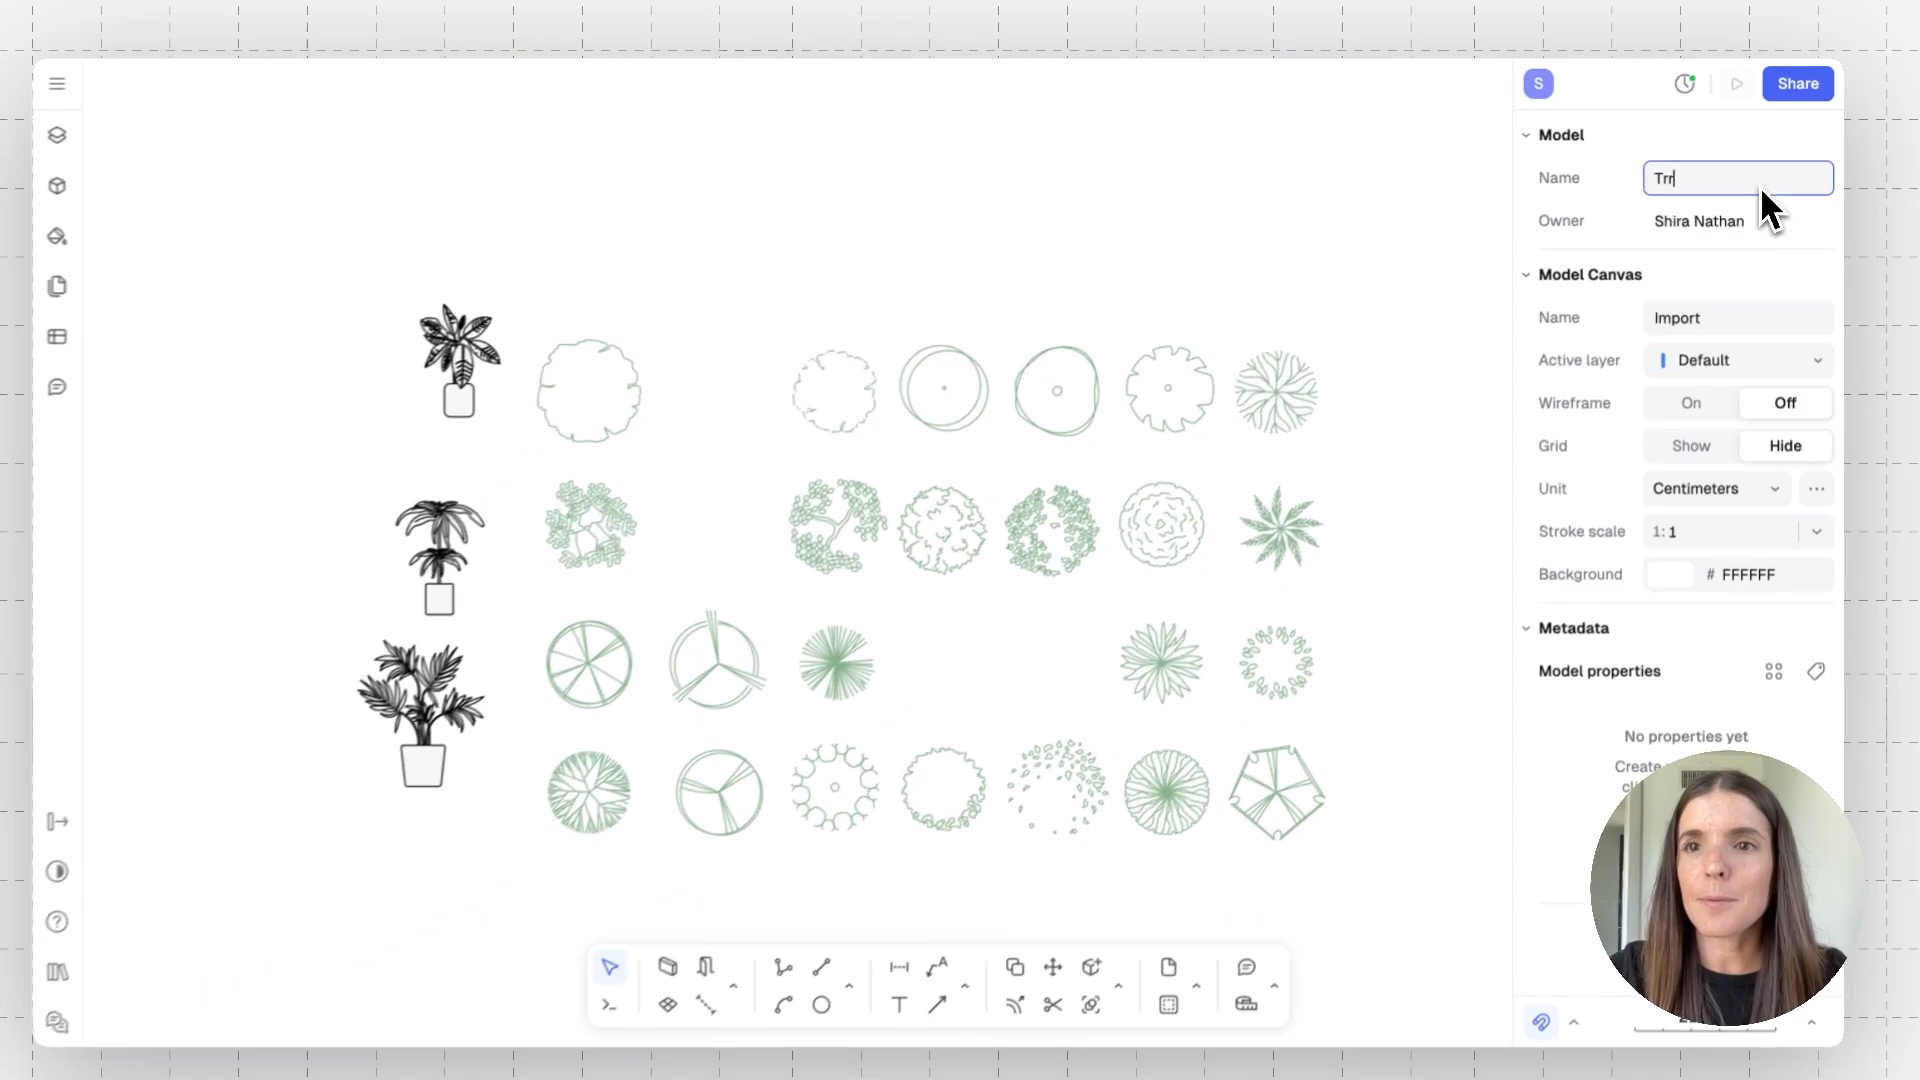 S
Share
Model
Name Trr
Owner Shira Nathan
Model Canvas
Name Import
Active layer Default
Wireframe On Off
Grid Show Hide
Unit Centimeters
Stroke scale 1: 1
Background # FFFFFF
Metadata
Model properties
No properties yet
Create